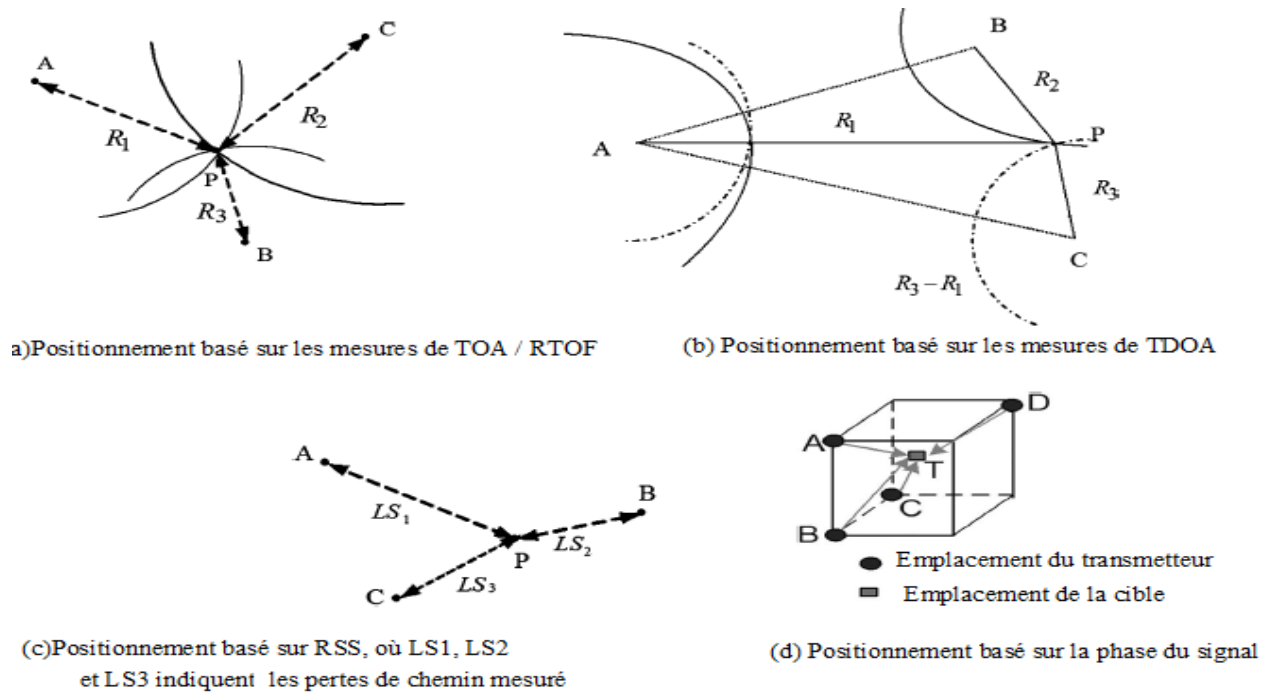 A
C
R1
R2
P
R3
B
B
R2
R1
A
P
R3
C
R3 – R1
a)Positionnement basé sur les mesures de TOA / RTOF
(b) Positionnement basé sur les mesures de TDOA
A
B
LS1
LS2
P
C
LS3
D
A
T
C
B
Emplacement du transmetteur
Emplacement de la cible
(c)Positionnement basé sur RSS, où LS1, LS2
et LS3 indiquent les pertes de chemin mesuré
(d) Positionnement basé sur la phase du signal